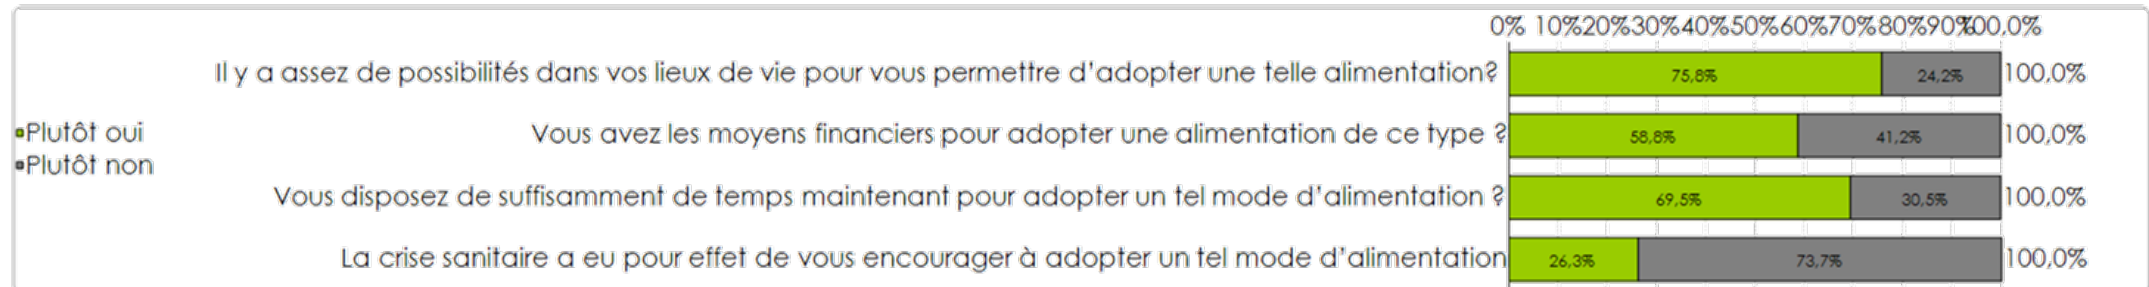 0% 10%20%30%40%50%60%70%80%90%100,0%
Il y a assez de possibilités dans vos lieux de vie pour vous permettre d’adopter une telle alimentation? 75,8% 24,2% 100,0%
Plutôt oui
Vous avez les moyens financiers pour adopter une alimentation de ce type ? 58,8% 41,2% 100,0%
Plutôt non
Vous disposez de suffisamment de temps maintenant pour adopter un tel mode d’alimentation ? 69,5% 30,5% 100,0%
La crise sanitaire a eu pour effet de vous encourager à adopter un tel mode d’alimentation 26,3% 73,7% 100,0%